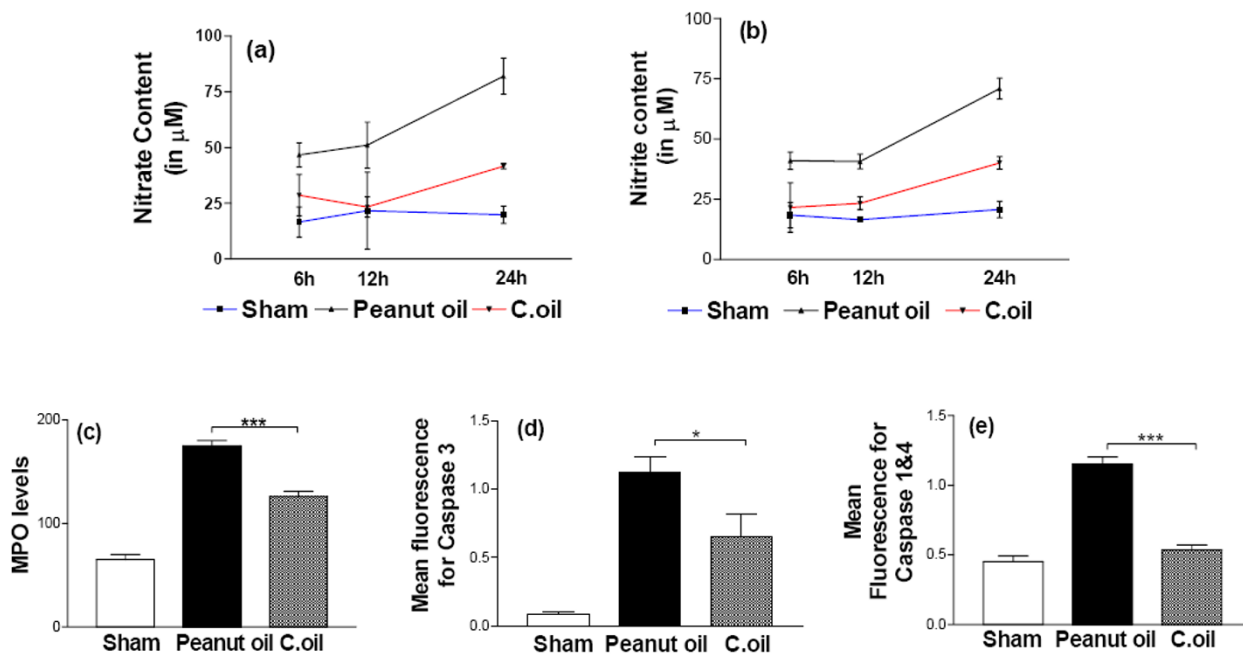 (a)
Nitrate Content
(in μM)
100
75
50
25
0
6h 12h 24h
Sham Peanut oil C.oil
(b)
Nitrite content
(in μM)
100
75
50
25
0
6h 12h 24h
Sham Peanut oil C.oil
(c)
MPO levels
200
100
0
***
Sham Peanut oil C.oil
(d)
Mean fluorescence
for Caspase 3
1.5
1.0
0.5
0.0
*
Sham Peanut oil C.oil
(e)
Mean
Fluorescence for
Caspase 1&4
1.5
1.0
0.5
0.0
***
Sham Peanut oil C.oil